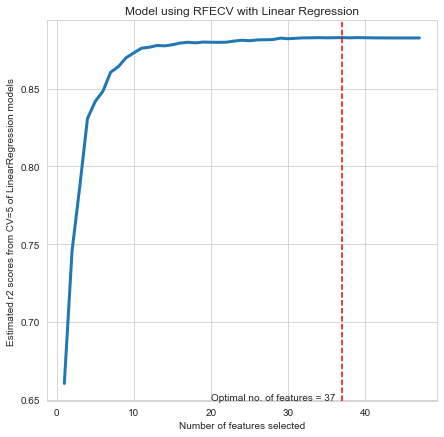 Model using RFECV with Linear Regression
Estimated r2 scores from CV=5 of LinearRegression models
0.85
0.80
0.75
0.70
0.65
Optimal no. of features = 37
0
10
20
30
40
Number of features selected